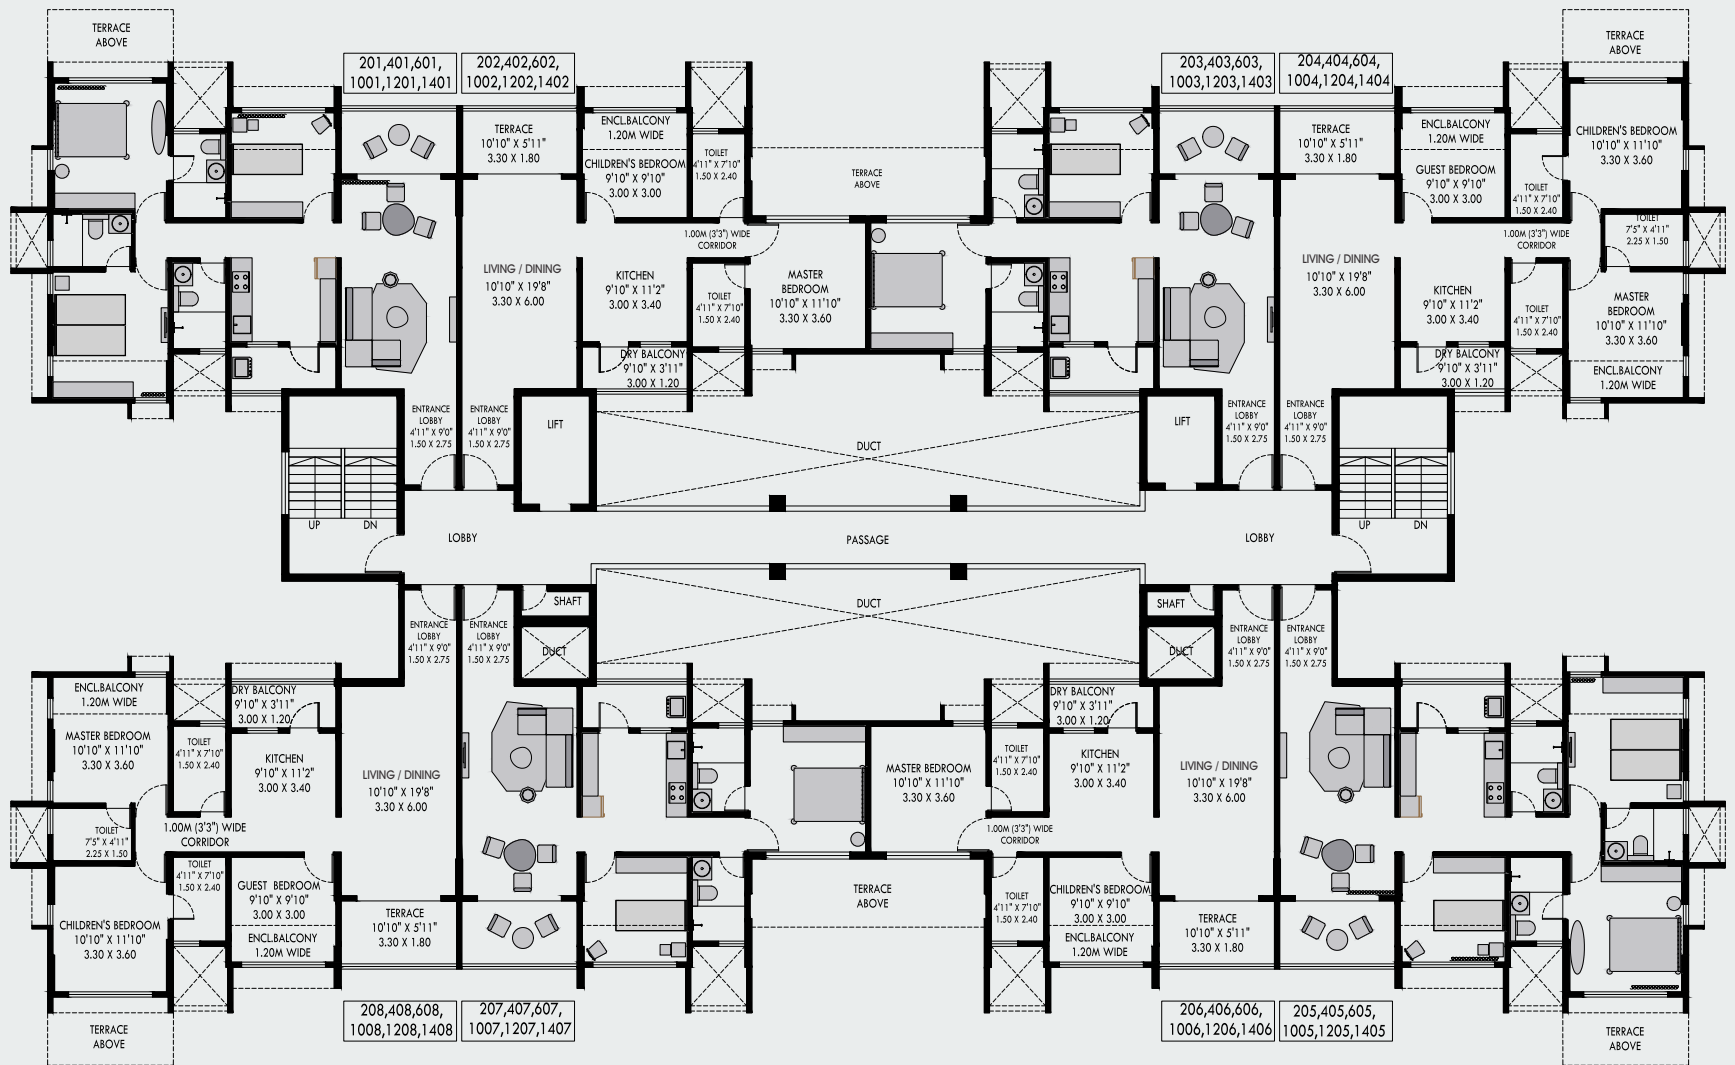 TERRACE
ABOVE
201,401,601,
1001,1201,1401
202,402,602,
1002,1202,1402
203,403,603,
1003,1203,1403
204,404,604,
1004,1204,1404
TERRACE
ABOVE
TERRACE
10'10" X 5'11"
3.30 X 1.80
ENCL.BALCONY
1.20M WIDE
CHILDREN'S BEDROOM
9'10" X 9'10"
3.00 X 3.00
TOILET
4'11" X 7'10"
1.50 X 2.40
TERRACE
ABOVE
TERRACE
10'10" X 5'11"
3.30 X 1.80
ENCL.BALCONY
1.20M WIDE
GUEST BEDROOM
9'10" X 9'10"
3.00 X 3.00
TOILET
4'11" X 7'10"
1.50 X 2.40
CHILDREN'S BEDROOM
10'10" X 11'10"
3.30 X 3.60
1.00M (3'3") WIDE
CORRIDOR
1.00M (3'3") WIDE
CORRIDOR
TOILET
7'5" X 4'11"
2.25 X 1.50
LIVING / DINING
10'10" X 19'8"
3.30 X 6.00
KITCHEN
9'10" X 11'2"
3.00 X 3.40
TOILET
4'11" X 7'10"
1.50 X 2.40
MASTER
BEDROOM
10'10" X 11'10"
3.30 X 3.60
LIVING / DINING
10'10" X 19'8"
3.30 X 6.00
KITCHEN
9'10" X 11'2"
3.00 X 3.40
TOILET
4'11" X 7'10"
1.50 X 2.40
MASTER
BEDROOM
10'10" X 11'10"
3.30 X 3.60
DRY BALCONY
9'10" X 3'11"
3.00 X 1.20
DRY BALCONY
9'10" X 3'11"
3.00 X 1.20
ENCL.BALCONY
1.20M WIDE
ENTRANCE
LOBBY
4'11" X 9'0"
1.50 X 2.75
ENTRANCE
LOBBY
4'11" X 9'0"
1.50 X 2.75
LIFT
DUCT
LIFT
ENTRANCE
LOBBY
4'11" X 9'0"
1.50 X 2.75
ENTRANCE
LOBBY
4'11" X 9'0"
1.50 X 2.75
UP
DN
LOBBY
PASSAGE
LOBBY
UP
DN
ENTRANCE
LOBBY
4'11" X 9'0"
1.50 X 2.75
ENTRANCE
LOBBY
4'11" X 9'0"
1.50 X 2.75
SHAFT
DUCT
DUCT
SHAFT
DUCT
ENTRANCE
LOBBY
4'11" X 9'0"
1.50 X 2.75
ENTRANCE
LOBBY
4'11" X 9'0"
1.50 X 2.75
ENCL.BALCONY
1.20M WIDE
DRY BALCONY
9'10" X 3'11"
3.00 X 1.20
DRY BALCONY
9'10" X 3'11"
3.00 X 1.20
MASTER BEDROOM
10'10" X 11'10"
3.30 X 3.60
TOILET
4'11" X 7'10"
1.50 X 2.40
KITCHEN
9'10" X 11'2"
3.00 X 3.40
LIVING / DINING
10'10" X 19'8"
3.30 X 6.00
MASTER BEDROOM
10'10" X 11'10"
3.30 X 3.60
TOILET
4'11" X 7'10"
1.50 X 2.40
KITCHEN
9'10" X 11'2"
3.00 X 3.40
LIVING / DINING
10'10" X 19'8"
3.30 X 6.00
TOILET
7'5" X 4'11"
2.25 X 1.50
1.00M (3'3") WIDE
CORRIDOR
1.00M (3'3") WIDE
CORRIDOR
TOILET
4'11" X 7'10"
1.50 X 2.40
GUEST BEDROOM
9'10" X 9'10"
3.00 X 3.00
ENCL.BALCONY
1.20M WIDE
CHILDREN'S BEDROOM
10'10" X 11'10"
3.30 X 3.60
TERRACE
10'10" X 5'11"
3.30 X 1.80
TERRACE
ABOVE
TOILET
4'11" X 7'10"
1.50 X 2.40
CHILDREN'S BEDROOM
9'10" X 9'10"
3.00 X 3.00
ENCL.BALCONY
1.20M WIDE
TERRACE
10'10" X 5'11"
3.30 X 1.80
TERRACE
ABOVE
208,408,608,
1008,1208,1408
207,407,607,
1007,1207,1407
206,406,606,
1006,1206,1406
205,405,605,
1005,1205,1405
TERRACE
ABOVE